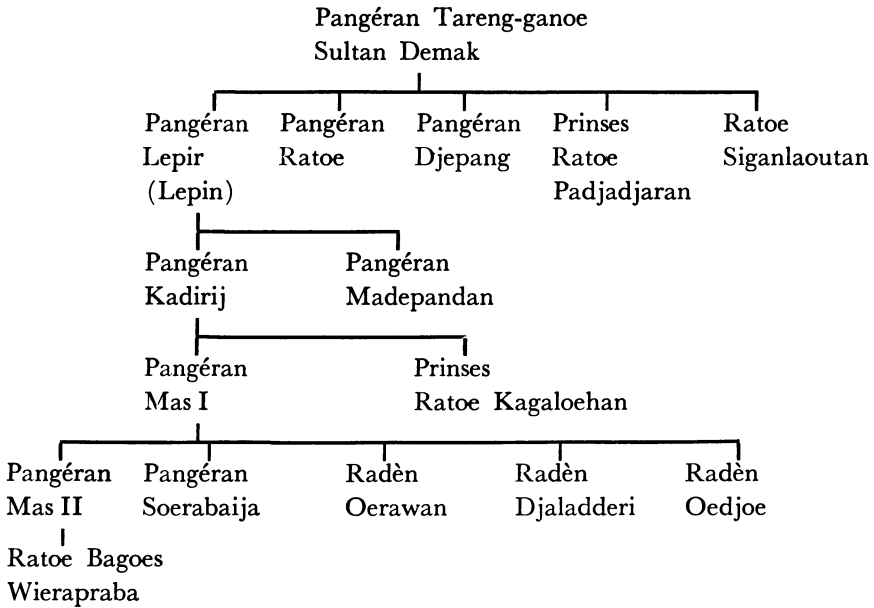 Pangéran Tareng-ganoe
Sultan Demak
Pangéran Pangéran Pangéran Prinses Ratoe
Lepir Ratoe Djepang Ratoe Siganlaoutan
(Lepin) Padjadjaran
Pangéran Pangéran
Kadirij Madepandan
Pangéran Prinses
Mas I Ratoe Kagaloehan
Pangéran Pangéran Radèn Radèn Radèn
Mas II Soerabaija Oerawan Djaladderi Oedjoe
Ratoe Bagoes
Wierapraba